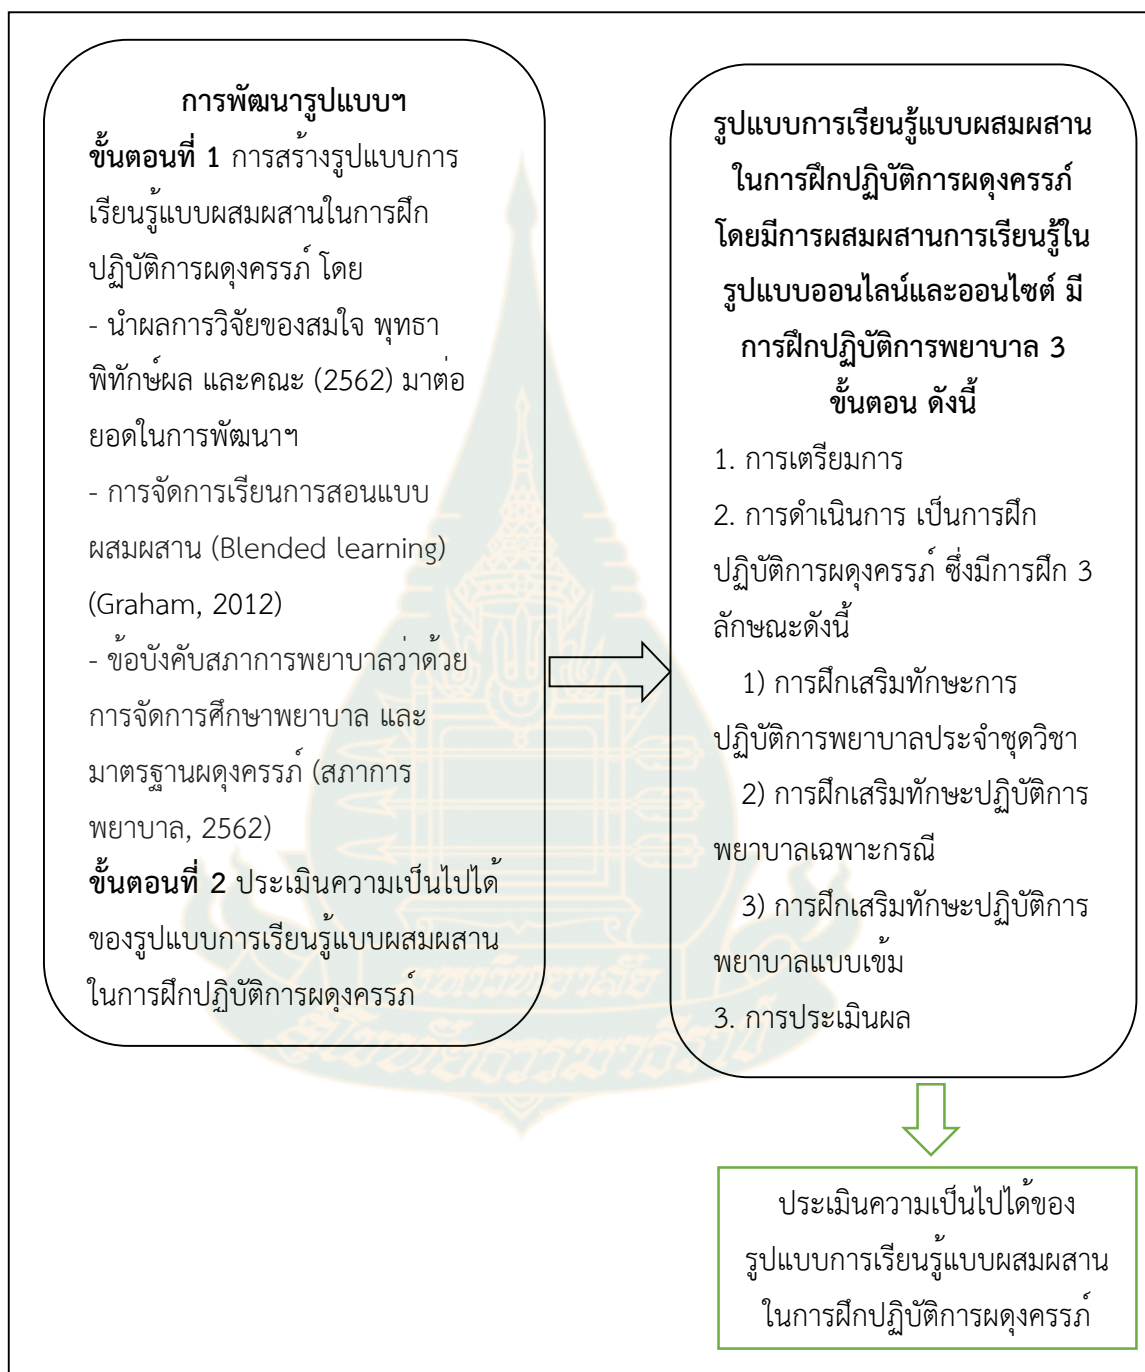 การพัฒนารูปแบบฯ
ขั้นตอนที่ 1 การสร้างรูปแบบการ
เรียนรู้แบบผสมผสานในการฝึก
ปฏิบัติการผดุงครรภ์ โดย
- นำผลการวิจัยของสมใจ พุทธา
พิทักษ์ผล และคณะ (2562) มาต่อ
ยอดในการพัฒนาฯ
- การจัดการเรียนการสอนแบบ
ผสมผสาน (Blended learning)
(Graham, 2012)
- ข้อบังคับสภาการพยาบาลว่าด้วย
การจัดการศึกษาพยาบาล และ
มาตรฐานผดุงครรภ์ (สภาการ
พยาบาล, 2562)
ขั้นตอนที่ 2 ประเมินความเป็นไปได้
ของรูปแบบการเรียนรู้แบบผสมผสาน
ในการฝึกปฏิบัติการผดุงครรภ์
รูปแบบการเรียนรู้แบบผสมผสาน
ในการฝึกปฏิบัติการผดุงครรภ์
โดยมีการผสมผสานการเรียนรู้ใน
รูปแบบออนไลน์และออนไซต์ มี
การฝึกปฏิบัติการพยาบาล 3
ขั้นตอน ดังนี้
1. การเตรียมการ
2. การดำเนินการ เป็นการฝึก
ปฏิบัติการผดุงครรภ์ ซึ่งมีการฝึก 3
ลักษณะดังนี้
1) การฝึกเสริมทักษะการ
ปฏิบัติการพยาบาลประจำชุดวิชา
2) การฝึกเสริมทักษะปฏิบัติการ
พยาบาลเฉพาะกรณี
3) การฝึกเสริมทักษะปฏิบัติการ
พยาบาลแบบเข้ม
3. การประเมินผล
มหาวิทยาลัย
สุโขทัยธรรมาธิราช
ประเมินความเป็นไปได้ของ
รูปแบบการเรียนรู้แบบผสมผสาน
ในการฝึกปฏิบัติการผดุงครรภ์